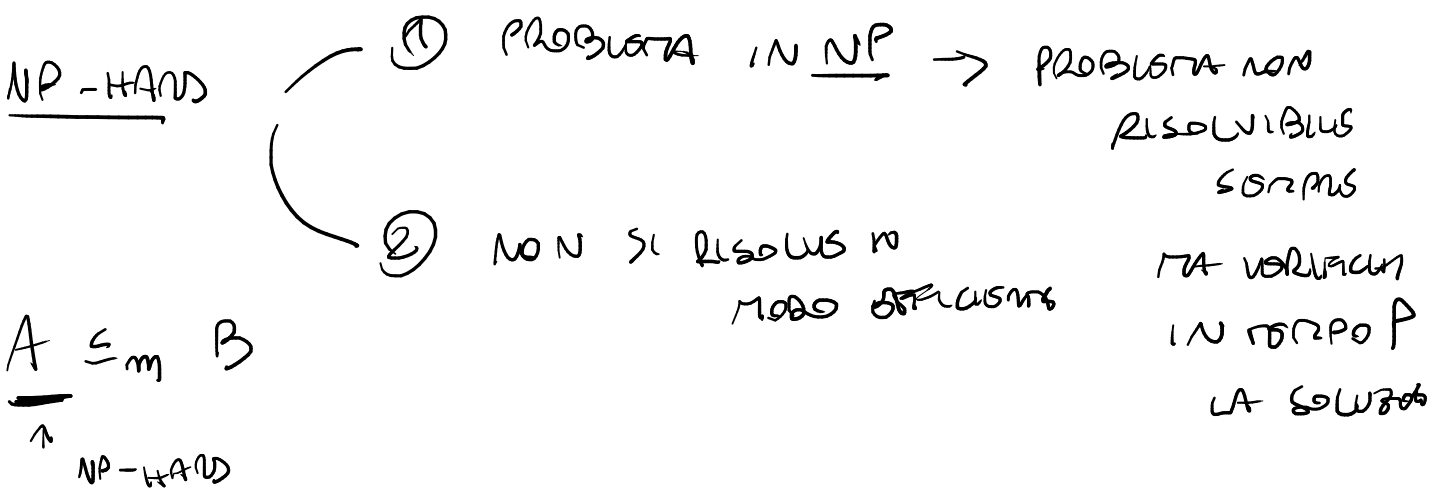 NP-HARD
① PROBLEMA IN NP → PROBLEMA NON
RISOLVIBILE
SEMPRE
MA VERIFICHI
IN TEMPO P
LA SOLUZIONE
② NON SI RISOLVE IN
MODO EFFICIENTE
A ≤m B
↑
NP-HARD